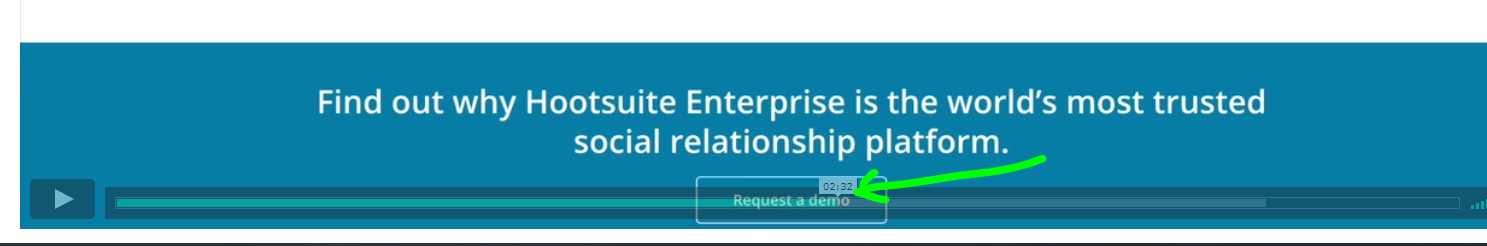 Find out why Hootsuite Enterprise is the world's most trusted
social relationship platform.
02:32
Request a demo